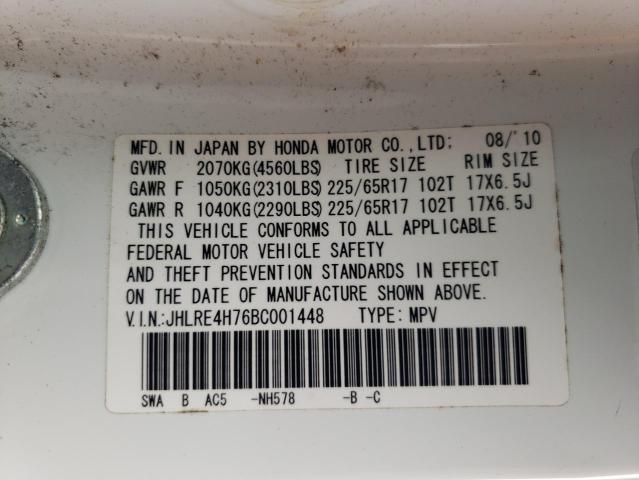 MFD. IN JAPAN BY HONDA MOTOR CO., LTD; 08/'10
GVWR 2070KG(4560LBS) TIRE SIZE RIM SIZE
GAWR F 1050KG(2310LBS) 225/65R17 102T 17X6.5J
GAWR R 1040KG(2290LBS) 225/65R17 102T 17X6.5J
THIS VEHICLE CONFORMS TO ALL APPLICABLE
FEDERAL MOTOR VEHICLE SAFETY
AND THEFT PREVENTION STANDARDS IN EFFECT
ON THE DATE OF MANUFACTURE SHOWN ABOVE.
V.I.N.:JHLRE4H76BC001448 TYPE: MPV
SWA B AC5 -NH578 -B -C